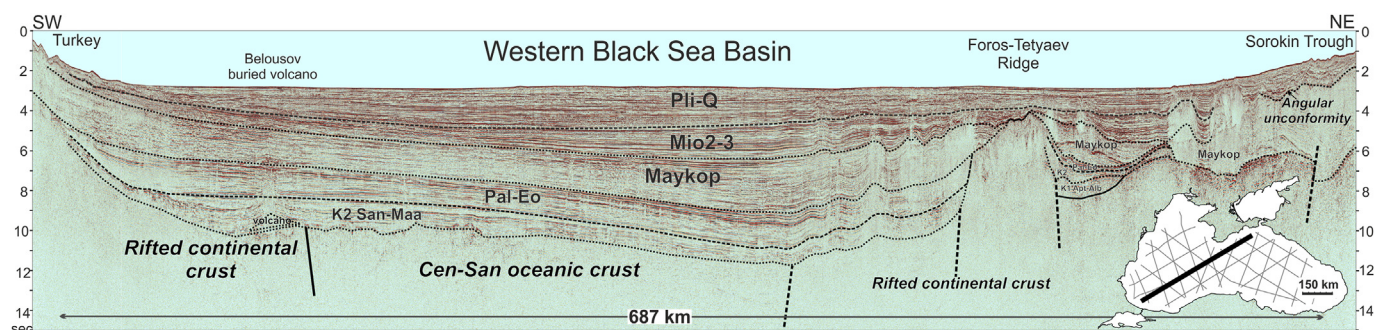 SW
NE
0
Turkey
Belousov
buried volcano
Western Black Sea Basin
Foros-Tetyaev
Ridge
Sorokin Trough
0
2
2
Pli-Q
Angular
unconformity
4
4
Mio2-3
Maykop
6
Maykop
Maykop
6
K2
8
Pal-Eo
K1 Apt-Alb
8
K2 San-Maa
volcano
10
10
Rifted continental
crust
Cen-San oceanic crust
Rifted continental crust
12
12
150 km
14
687 km
14
sec